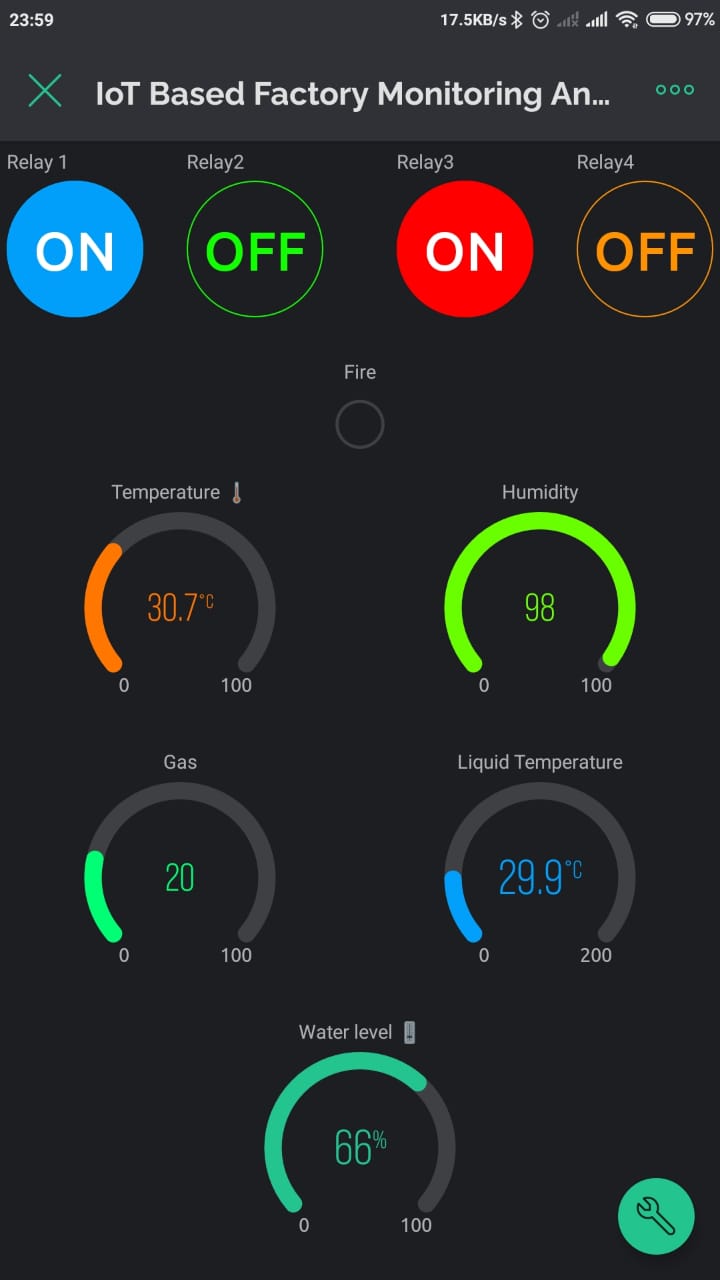 23:59 17.5KB/s 97%
IoT Based Factory Monitoring An...
Relay 1 Relay2 Relay3 Relay4
ON OFF ON OFF
Fire
Temperature Humidity
30.7°C 98
0 100 0 100
Gas Liquid Temperature
20 29.9°C
0 100 0 200
Water level
66%
0 100